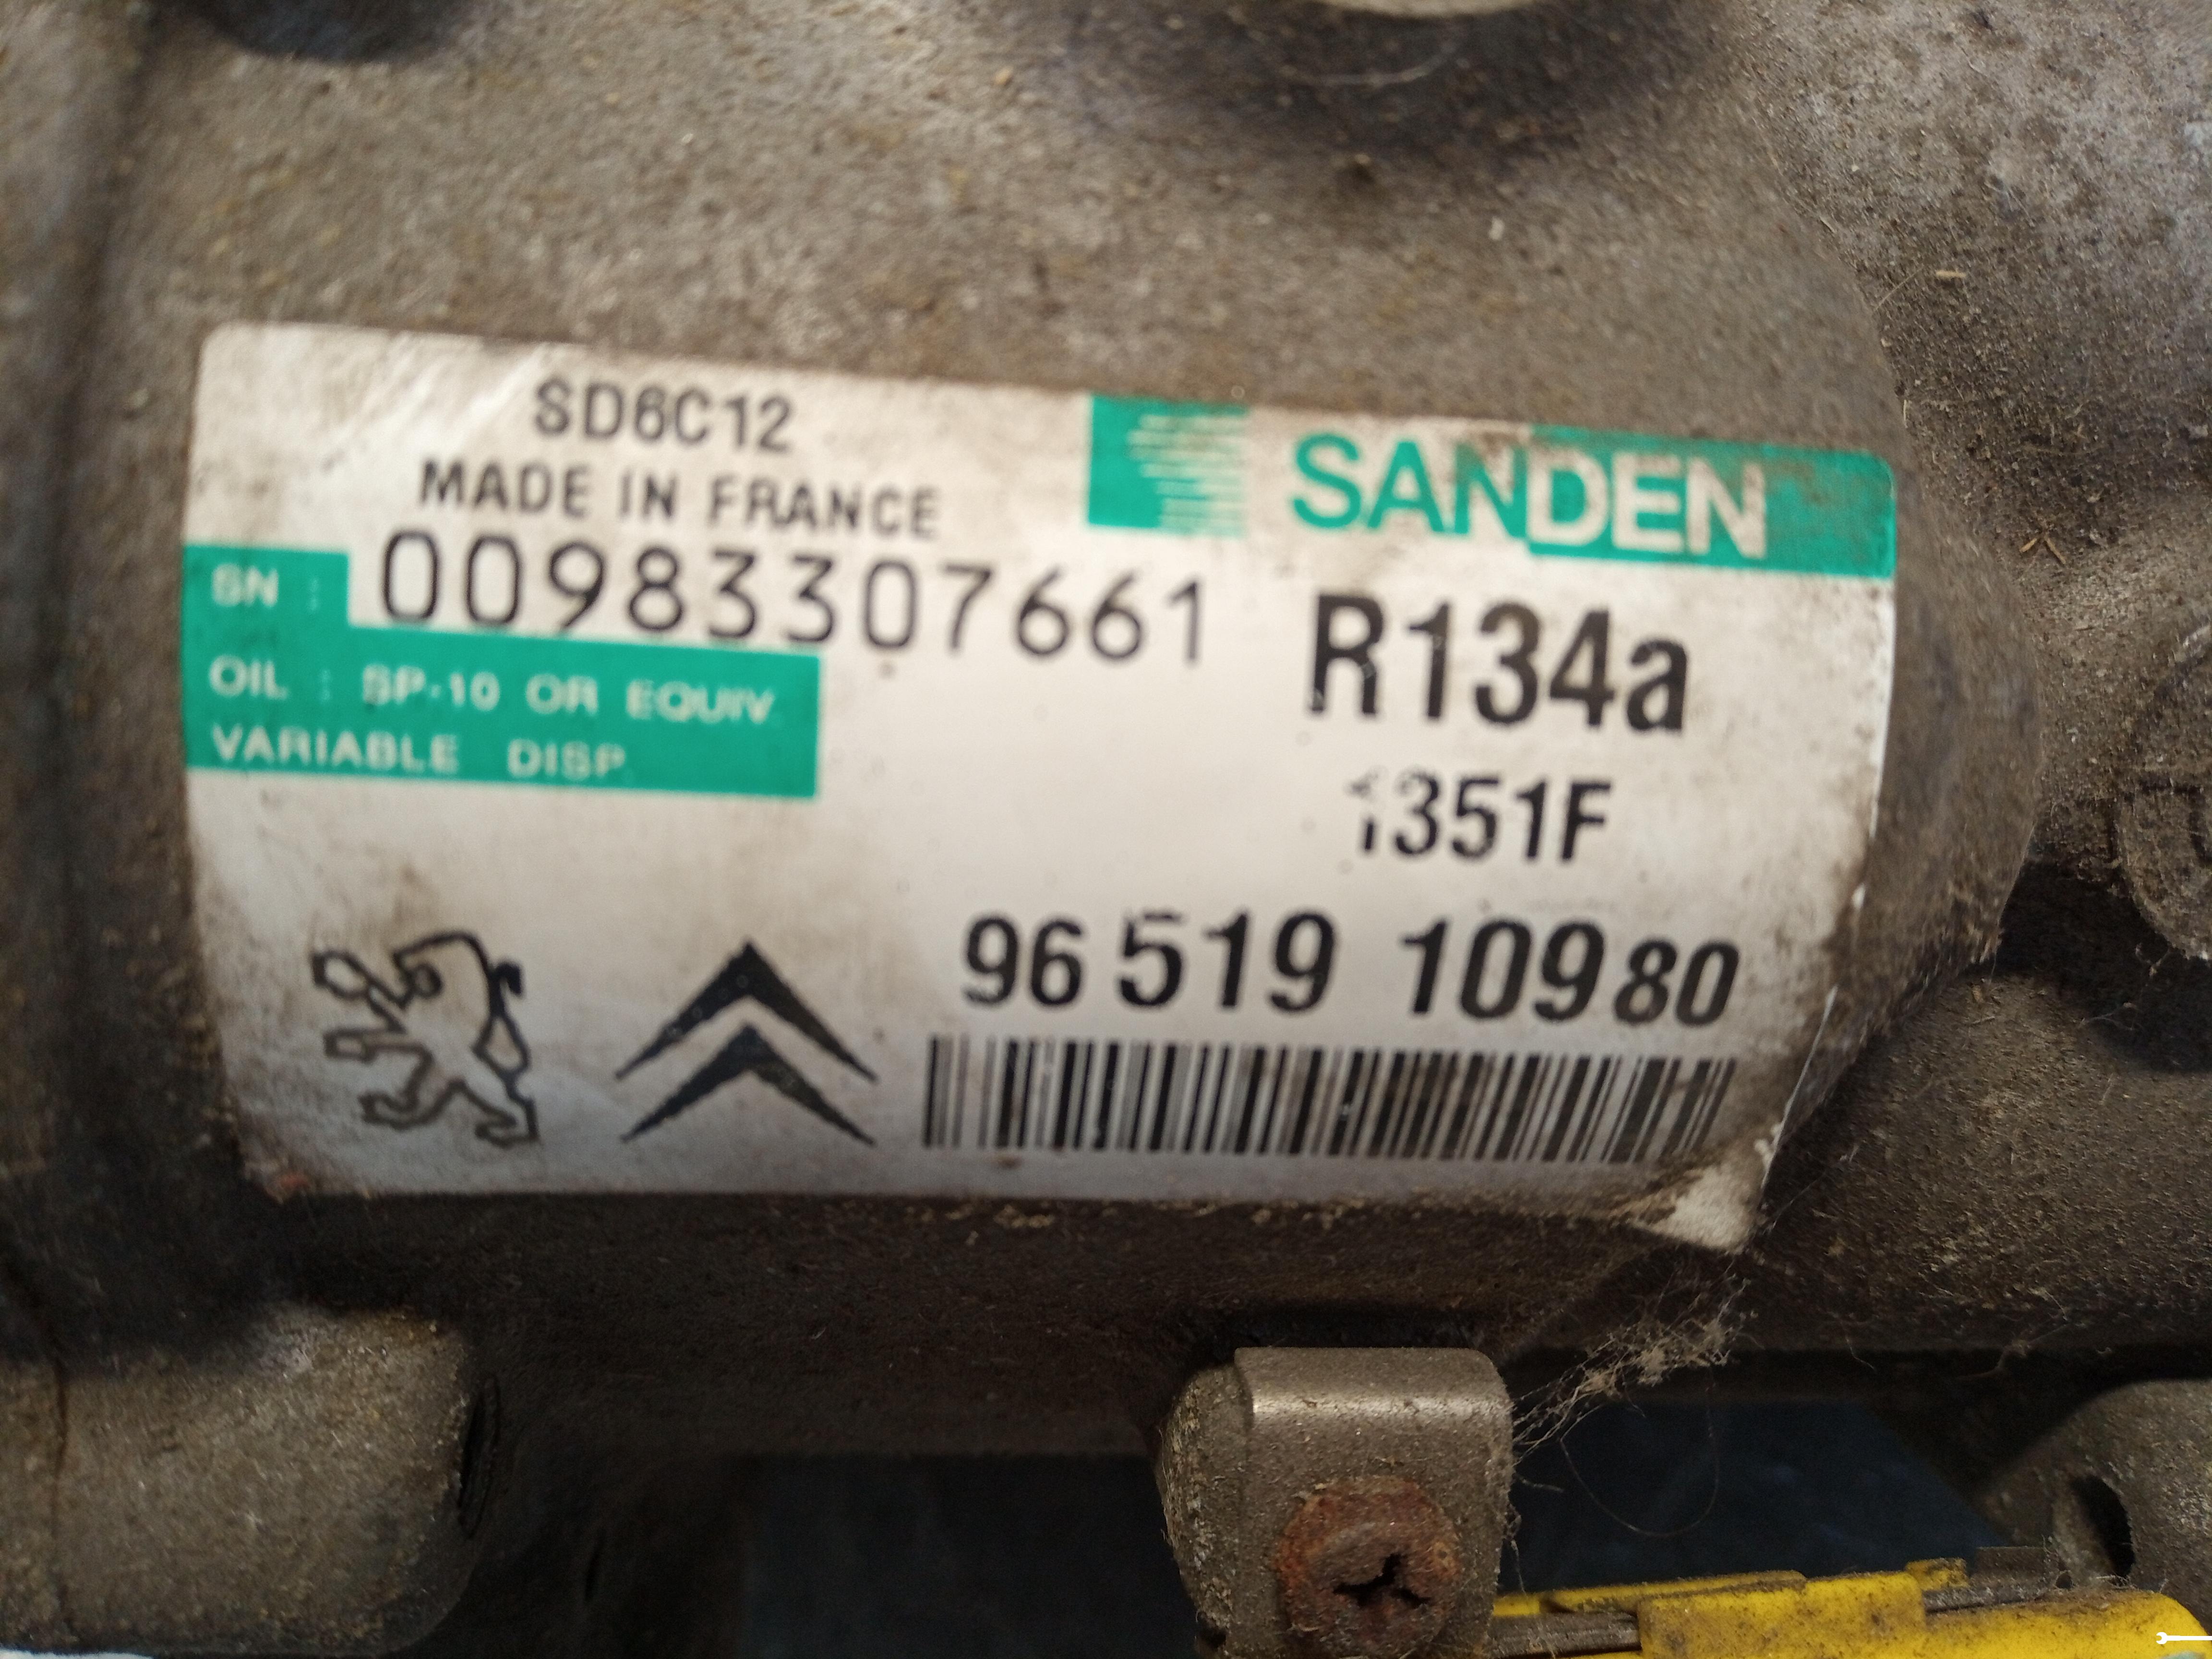 SD6C12
MADE IN FRANCE
SANDEN
SN : 00983307661
OIL : SP-10 OR EQUIV
VARIABLE DISP
R134a
1351F
96 519 109 80